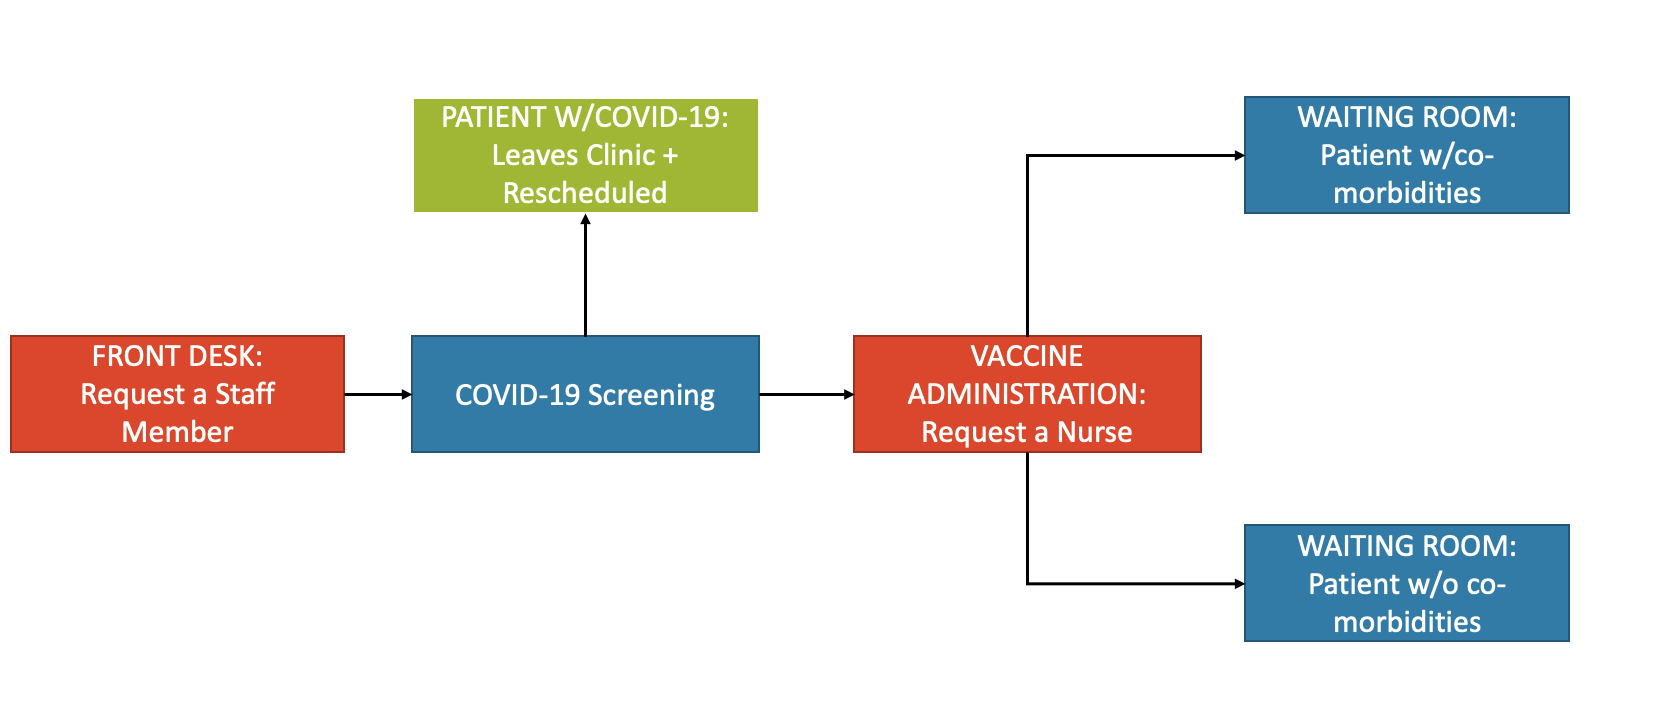 PATIENT W/COVID-19:
Leaves Clinic +
Rescheduled
WAITING ROOM:
Patient w/co-
morbidities
FRONT DESK:
Request a Staff
Member
COVID-19 Screening
VACCINE
ADMINISTRATION:
Request a Nurse
WAITING ROOM:
Patient w/o co-
morbidities